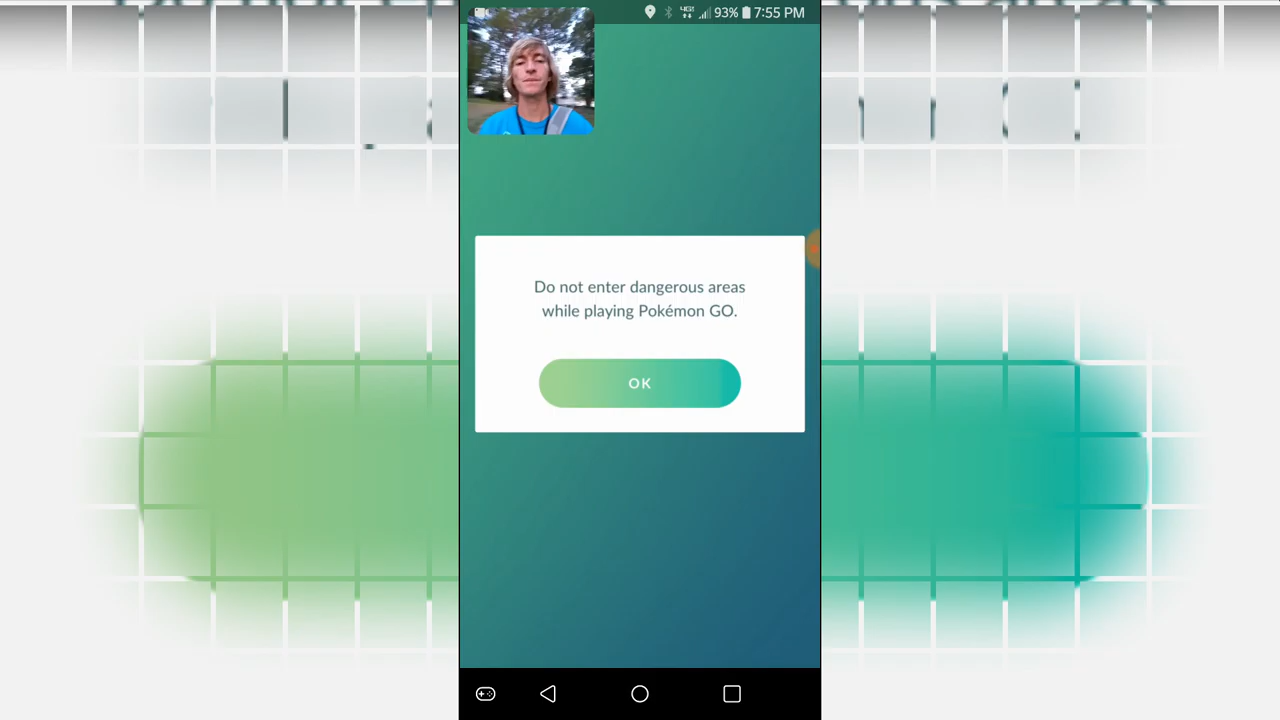 93% 7:55 PM
Do not enter dangerous areas
while playing Pokémon GO.
OK